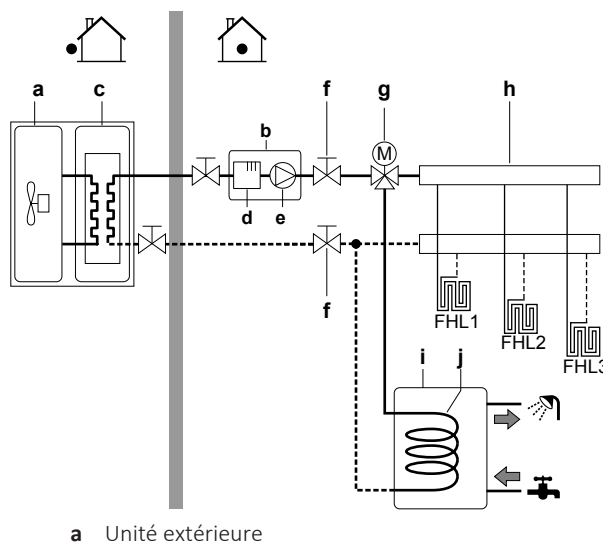 a c
f g h
b
M
d e
f
FHL1
FHL2
FHL3
i j
a Unité extérieure